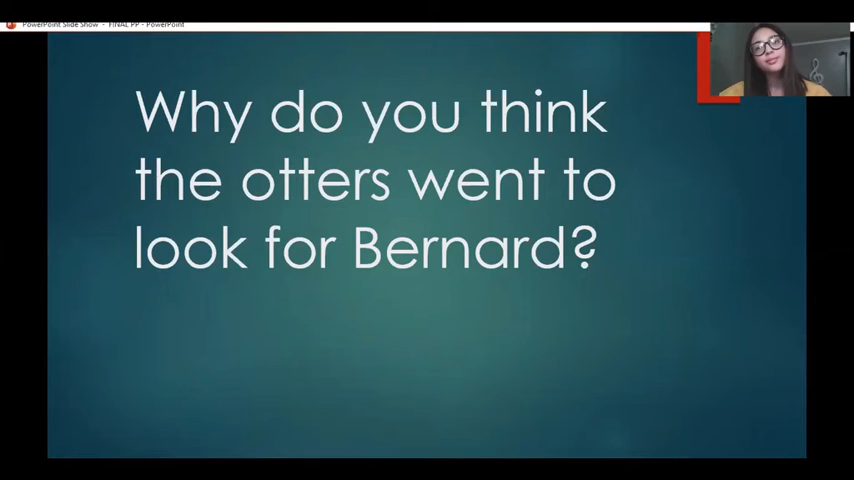 PowerPoint Slide Show - FINAL PP - PowerPoint
Why do you think
the otters went to
look for Bernard?